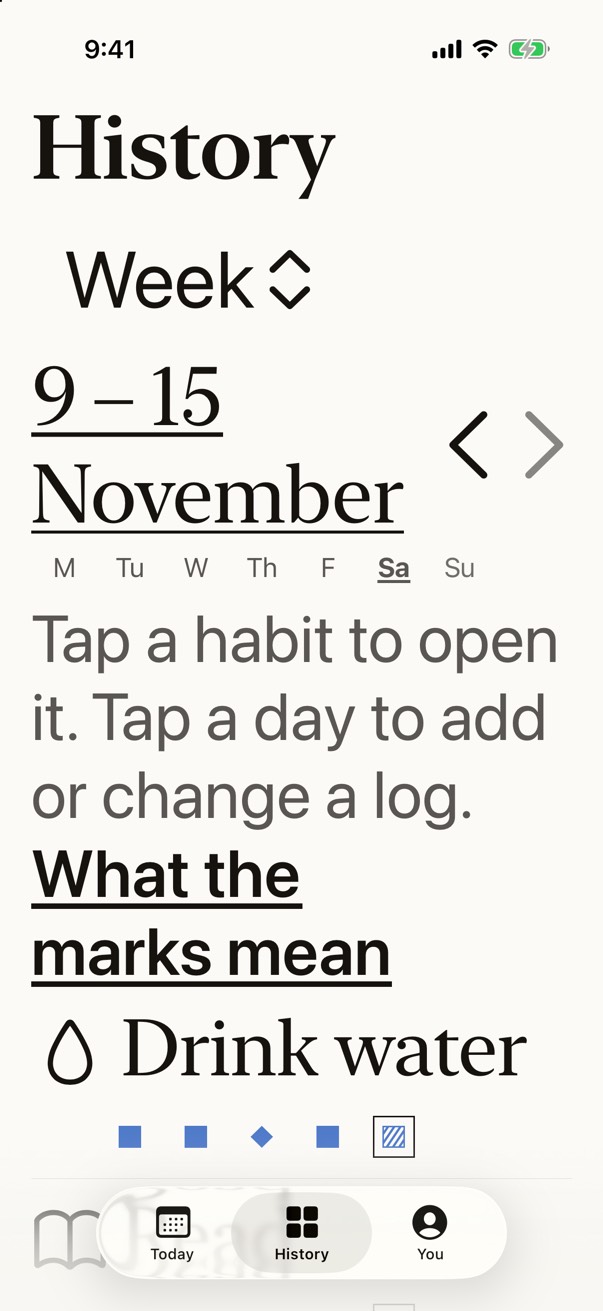 9:41
History
Week
9 – 15
November
M Tu W Th F Sa Su
Tap a habit to open
it. Tap a day to add
or change a log.
What the
marks mean
Drink water
Read
Today History You